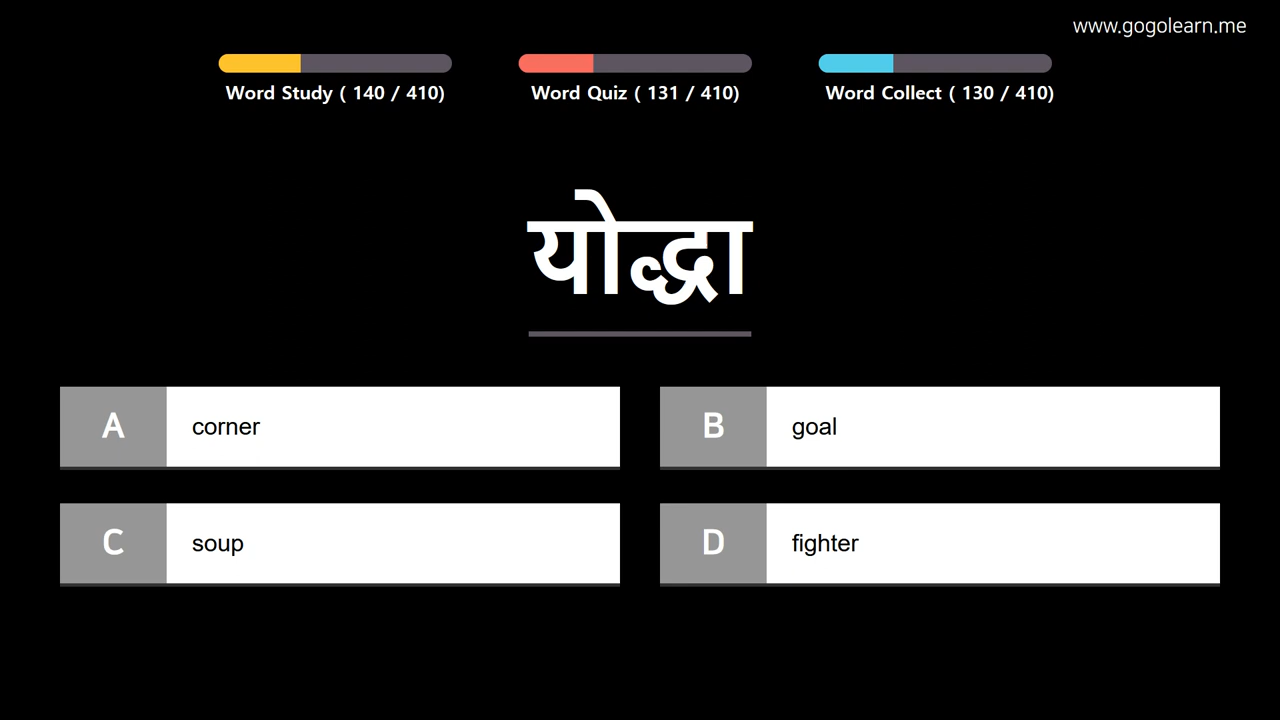 www.gogolearn.me
Word Study ( 140 / 410)
Word Quiz ( 131 / 410)
Word Collect ( 130 / 410)
योद्धा
A corner
B goal
C soup
D fighter